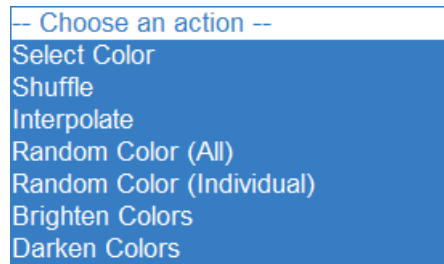 -- Choose an action --
Select Color
Shuffle
Interpolate
Random Color (All)
Random Color (Individual)
Brighten Colors
Darken Colors